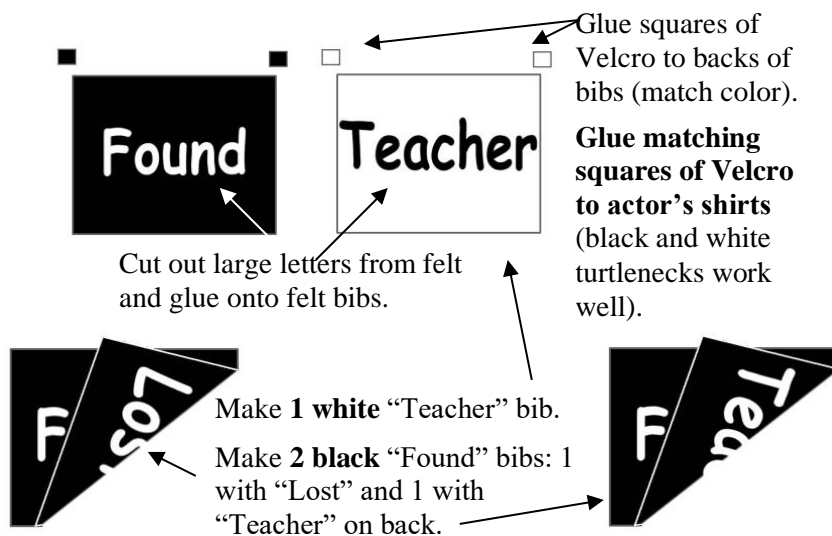 Glue squares of
Velcro to backs of
bibs (match color).
Glue matching
squares of Velcro
to actor’s shirts
(black and white
turtlenecks work
well).
Found
Teacher
Cut out large letters from felt
and glue onto felt bibs.
Make 1 white “Teacher” bib.
Make 2 black “Found” bibs: 1
with “Lost” and 1 with
“Teacher” on back.
F
Los
F
Tea